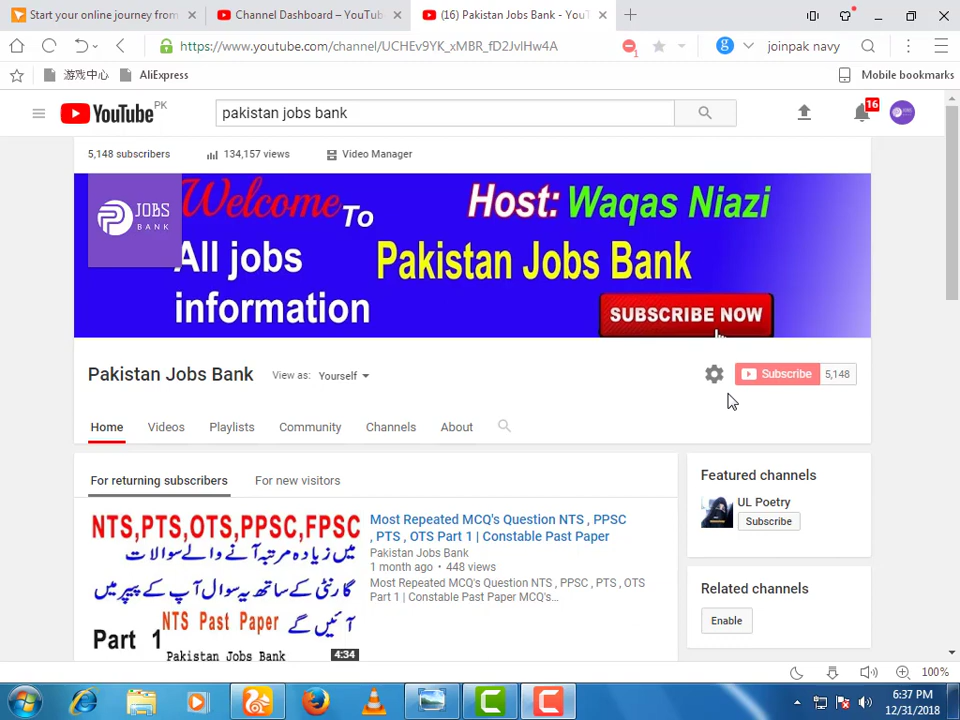 Start your online journey from
Channel Dashboard – YouTub
(16) Pakistan Jobs Bank - You
https://www.youtube.com/channel/UCHEv9YK_xMBR_fD2JvlHw4A
1
g
joinpak navy
游戏中心
AliExpress
Mobile bookmarks
YouTube PK
pakistan jobs bank
16
5,148 subscribers
134,157 views
Video Manager
JOBS
BANK
Welcome To
Host: Waqas Niazi
All jobs
information
Pakistan Jobs Bank
SUBSCRIBE NOW
Pakistan Jobs Bank
View as: Yourself
Subscribe 5,148
Home
Videos
Playlists
Community
Channels
About
For returning subscribers
For new visitors
NTS,PTS,OTS,PPSC,FPSC
میں زیادہ مرتبہ آنے والے سوالات
گارنٹی کے ساتھ یہ سوال آپ کے پیپر میں
NTS Past Paper آئیں گے
Part 1
Pakistan Jobs Bank
4:34
Most Repeated MCQ's Question NTS , PPSC
, PTS , OTS Part 1 | Constable Past Paper
Pakistan Jobs Bank
1 month ago • 448 views
Most Repeated MCQ's Question NTS , PPSC , PTS , OTS
Part 1 | Constable Past Paper MCQ's...
Featured channels
UL Poetry
Subscribe
Related channels
Enable
100%
6:37 PM
12/31/2018